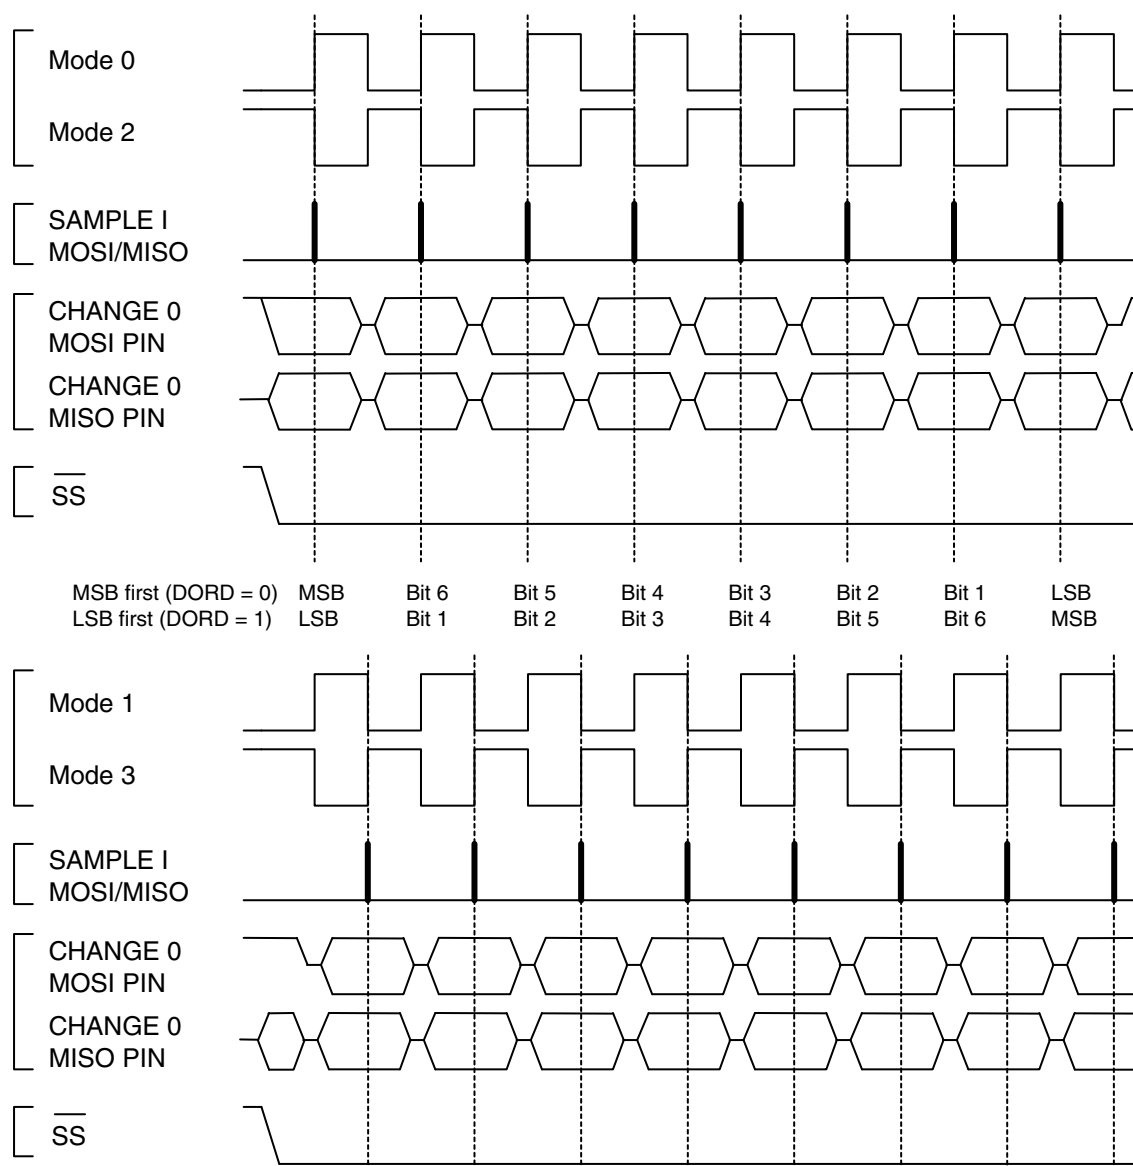 Mode 0
Mode 2
SAMPLE I
MOSI/MISO
CHANGE 0
MOSI PIN
CHANGE 0
MISO PIN
SS
MSB first (DORD = 0) MSB Bit 6 Bit 5 Bit 4 Bit 3 Bit 2 Bit 1 LSB
LSB first (DORD = 1) LSB Bit 1 Bit 2 Bit 3 Bit 4 Bit 5 Bit 6 MSB
Mode 1
Mode 3
SAMPLE I
MOSI/MISO
CHANGE 0
MOSI PIN
CHANGE 0
MISO PIN
SS